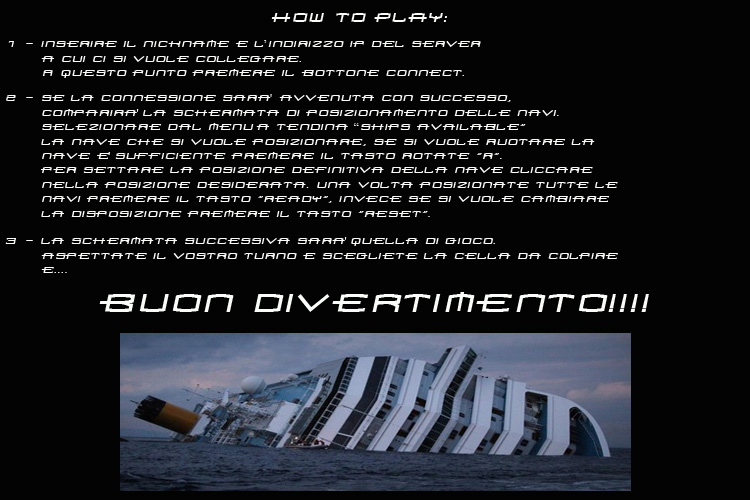 HOW TO PLAY:
1 - INSERIRE IL NICHNAME E L'INDIRIZZO IP DEL SERVER
A CUI CI SI VUOLE COLLEGARE.
A QUESTO PUNTO PREMERE IL BOTTONE CONNECT.
2 - SE LA CONNESSIONE SARA' AVVENUTA CON SUCCESSO,
COMPARIRA' LA SCHERMATA DI POSIZIONAMENTO DELLE NAVI.
SELEZIONARE DAL MENU A TENDINA "SHIPS AVAILABLE"
LA NAVE CHE SI VUOLE POSIZIONARE, SE SI VUOLE RUOTARE LA
NAVE E' SUFFICIENTE PREMERE IL TASTO ROTATE "R".
PER SETTARE LA POSIZIONE DEFINITIVA DELLA NAVE CLICCARE
NELLA POSIZIONE DESIDERATA. UNA VOLTA POSIZIONATE TUTTE LE
NAVI PREMERE IL TASTO "READY", INVECE SE SI VUOLE CAMBIARE
LA DISPOSIZIONE PREMERE IL TASTO "RESET".
3 - LA SCHERMATA SUCCESSIVA SARA' QUELLA DI GIOCO.
ASPETTATE IL VOSTRO TURNO E SCEGLIETE LA CELLA DA COLPIRE
E....
BUON DIVERTIMENTO!!!!